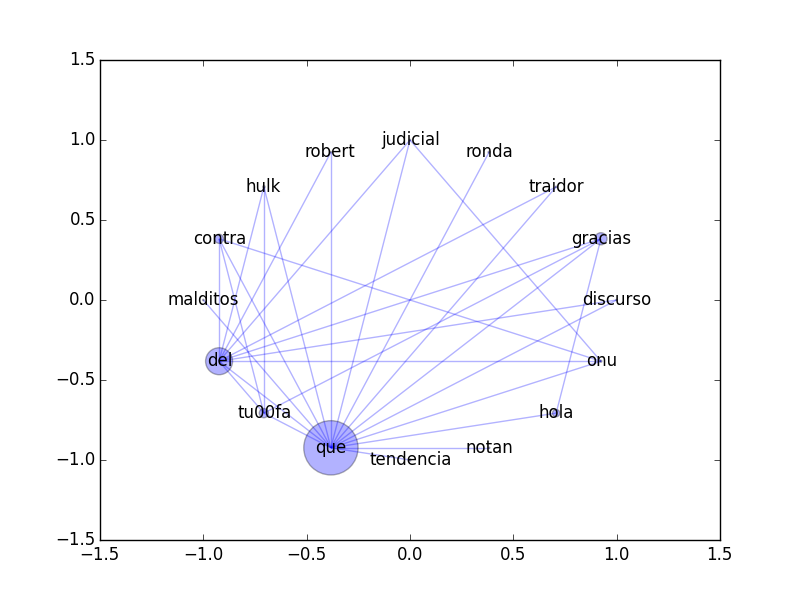 1.5
judicial
robert ronda
1.0
hulk traidor
0.5
contra gracias
malditos discurso
0.0
del onu
−0.5
tu00fa hola
que notan
tendencia
−1.0
−1.5
−1.5 −1.0 −0.5 0.0 0.5 1.0 1.5